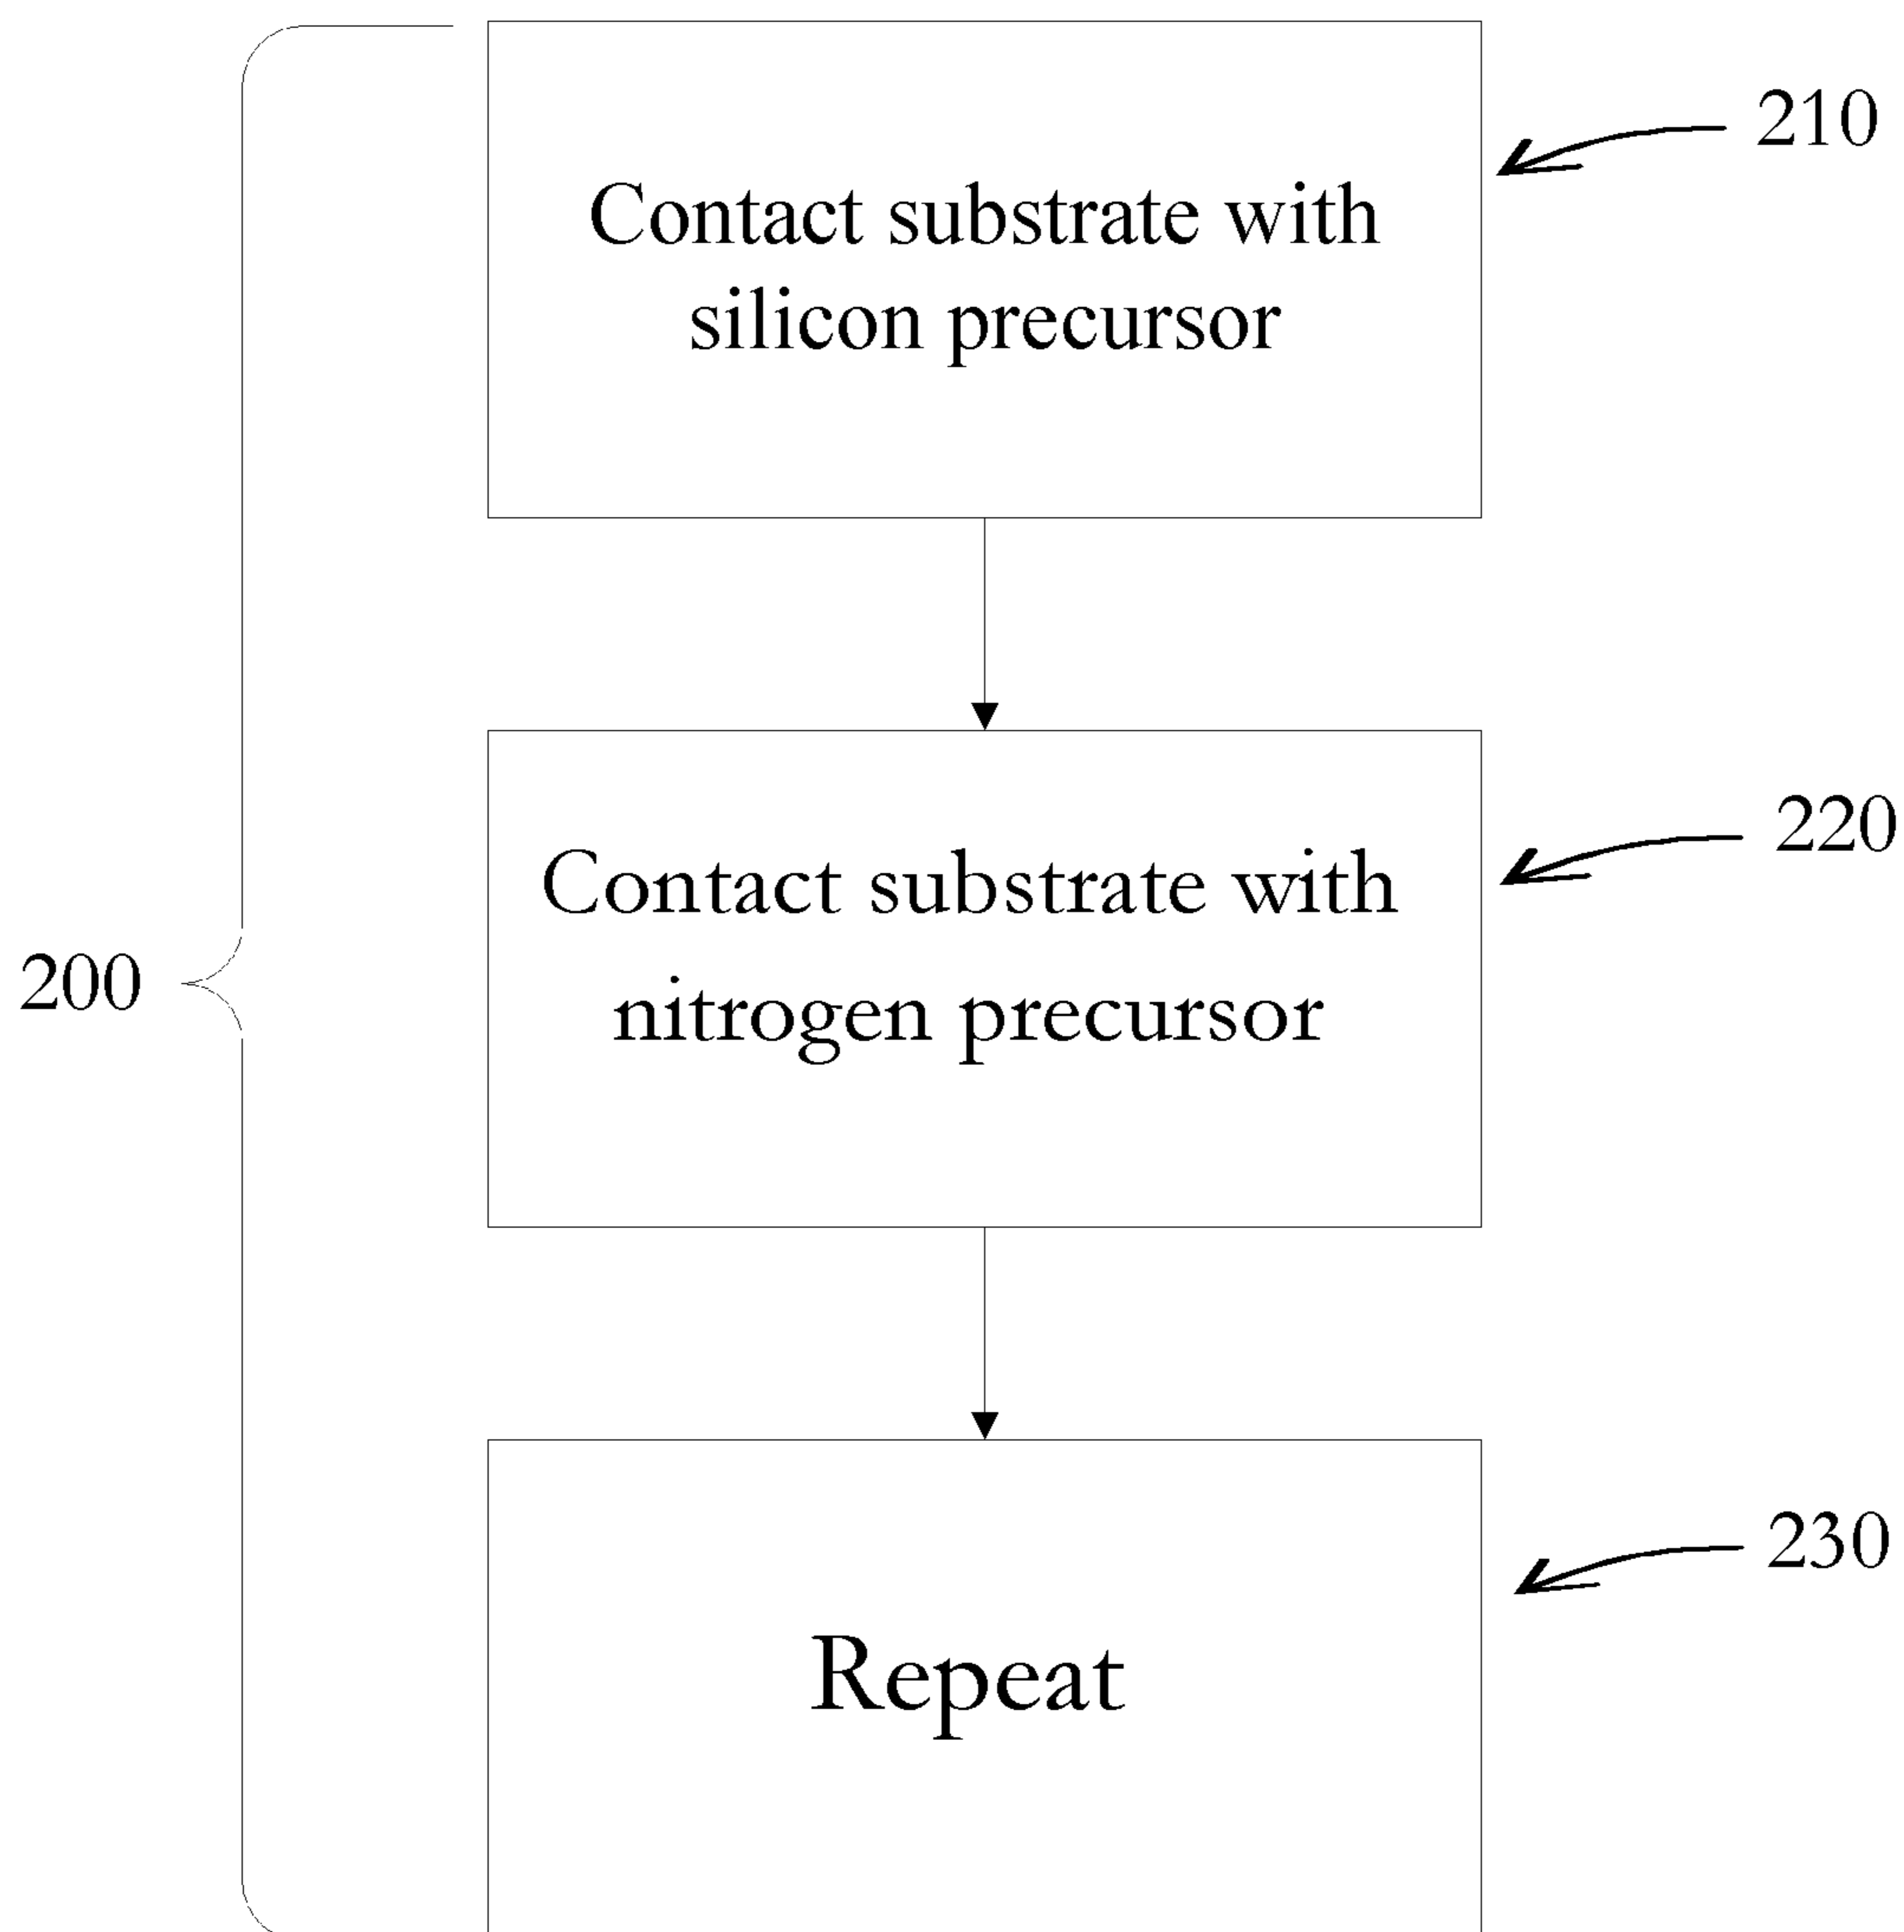 210
Contact substrate with
silicon precursor
220
Contact substrate with
nitrogen precursor
200
230
Repeat